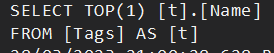 SELECT TOP(1) [t].[Name]
FROM [Tags] AS [t]